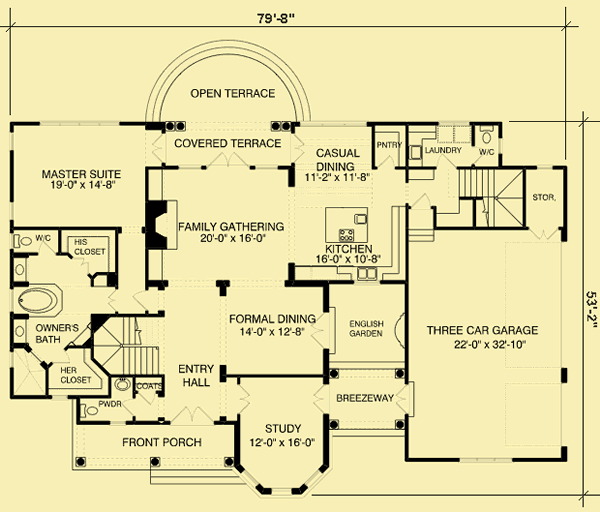 79'-8"
OPEN TERRACE
COVERED TERRACE
CASUAL
DINING
11'-2" x 11'-8"
PNTRY
LAUNDRY
W/C
MASTER SUITE
19'-0" x 14'-8"
STOR.
FAMILY GATHERING
20'-0" x 16'-0"
W/C
HIS
CLOSET
KITCHEN
16'-0" x 10'-8"
53'-2"
FORMAL DINING
14'-0" x 12'-8"
ENGLISH
GARDEN
THREE CAR GARAGE
22'-0" x 32'-10"
OWNER'S
BATH
HER
CLOSET
ENTRY
HALL
COATS
PWDR
BREEZEWAY
FRONT PORCH
STUDY
12'-0" x 16'-0"